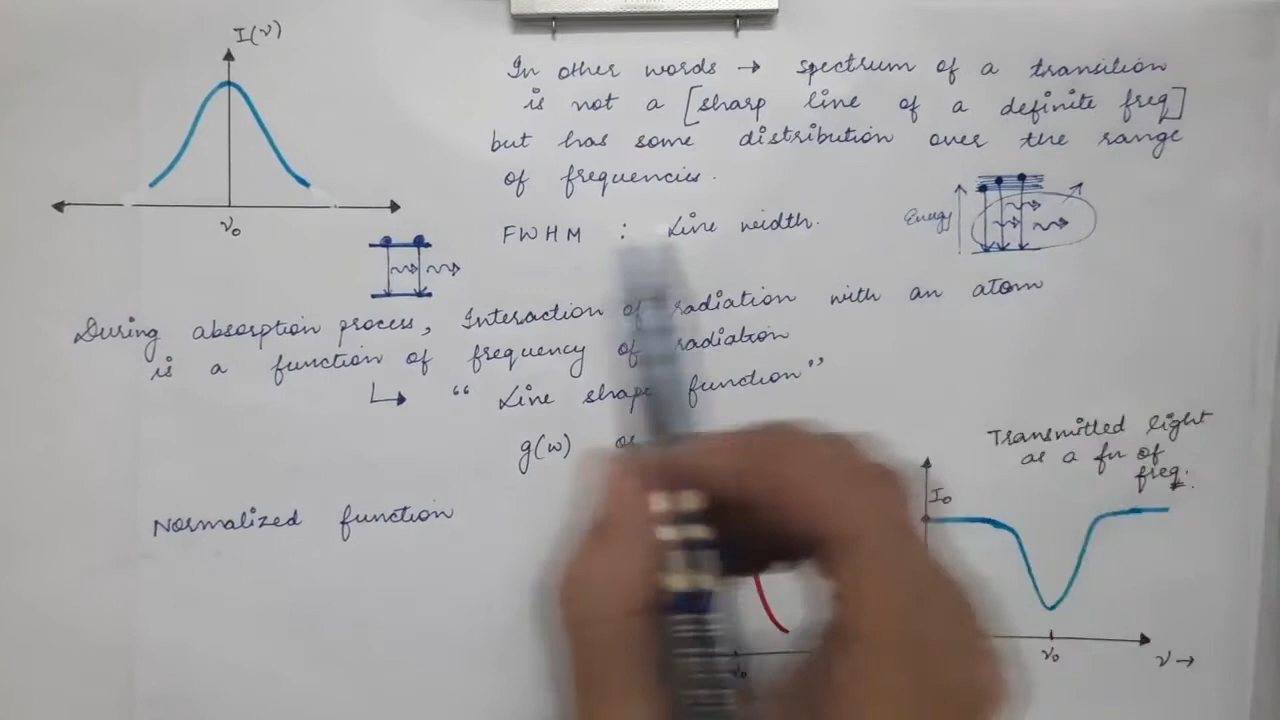 I(ν)
In other words → spectrum of a transition
is not a [sharp line of a definite freq]
but has some distribution over the range
of frequencies.
ν₀
Energy
FWHM : Line width.
During absorption process, Interaction of radiation with an atom
is a function of frequency of radiation
↳ “ Line shape function”
g(ω) or
Transmitted light
as a fn of
freq.
I₀
Normalized function
ν₀
ν₀
ν→